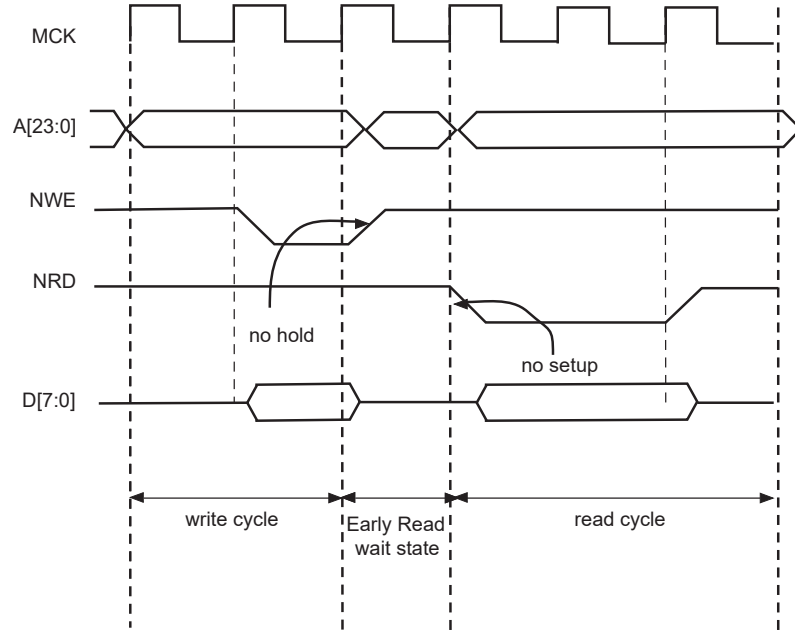 MCK
A[23:0]
NWE
NRD
no hold
no setup
D[7:0]
write cycle
Early Read
wait state
read cycle